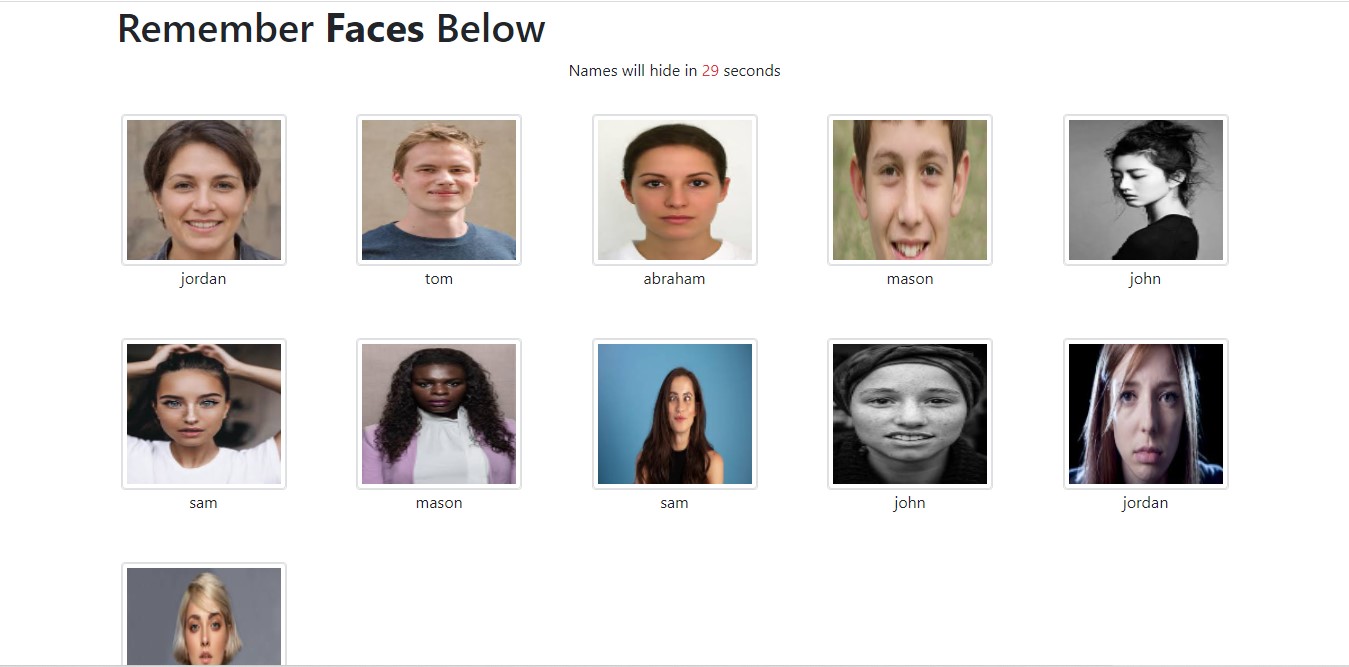 Remember Faces Below
Names will hide in 29 seconds
jordan
tom
abraham
mason
john
sam
mason
sam
john
jordan